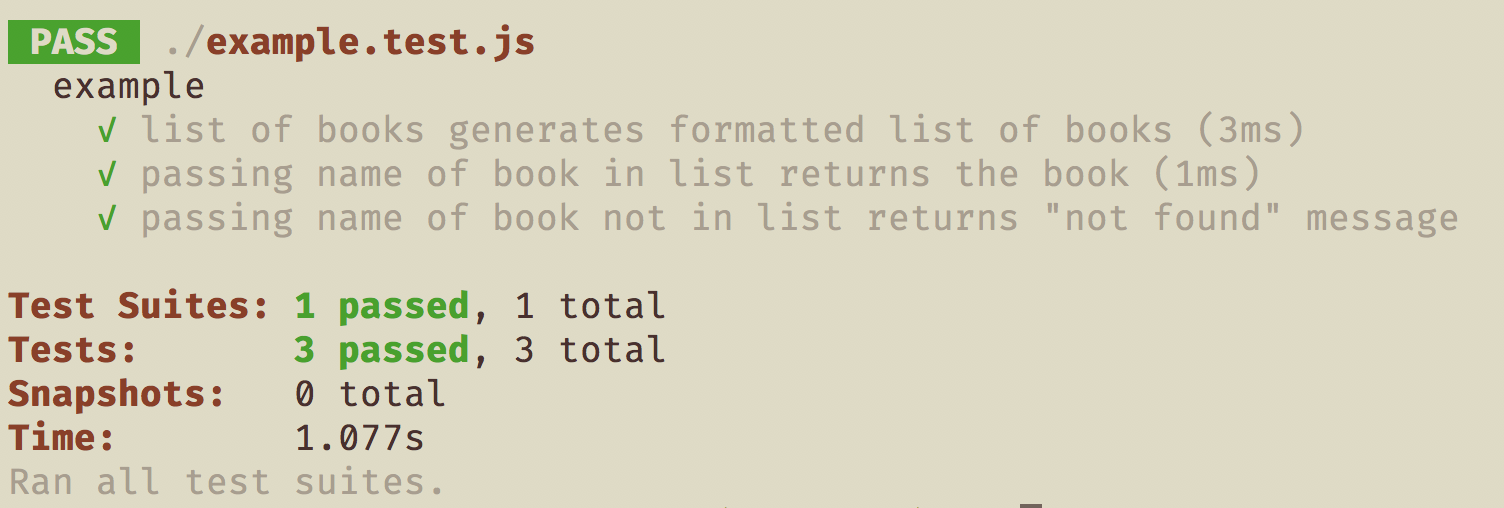 PASS ./example.test.js
example
√ list of books generates formatted list of books (3ms)
√ passing name of book in list returns the book (1ms)
√ passing name of book not in list returns "not found" message
Test Suites: 1 passed, 1 total
Tests: 3 passed, 3 total
Snapshots: 0 total
Time: 1.077s
Ran all test suites.